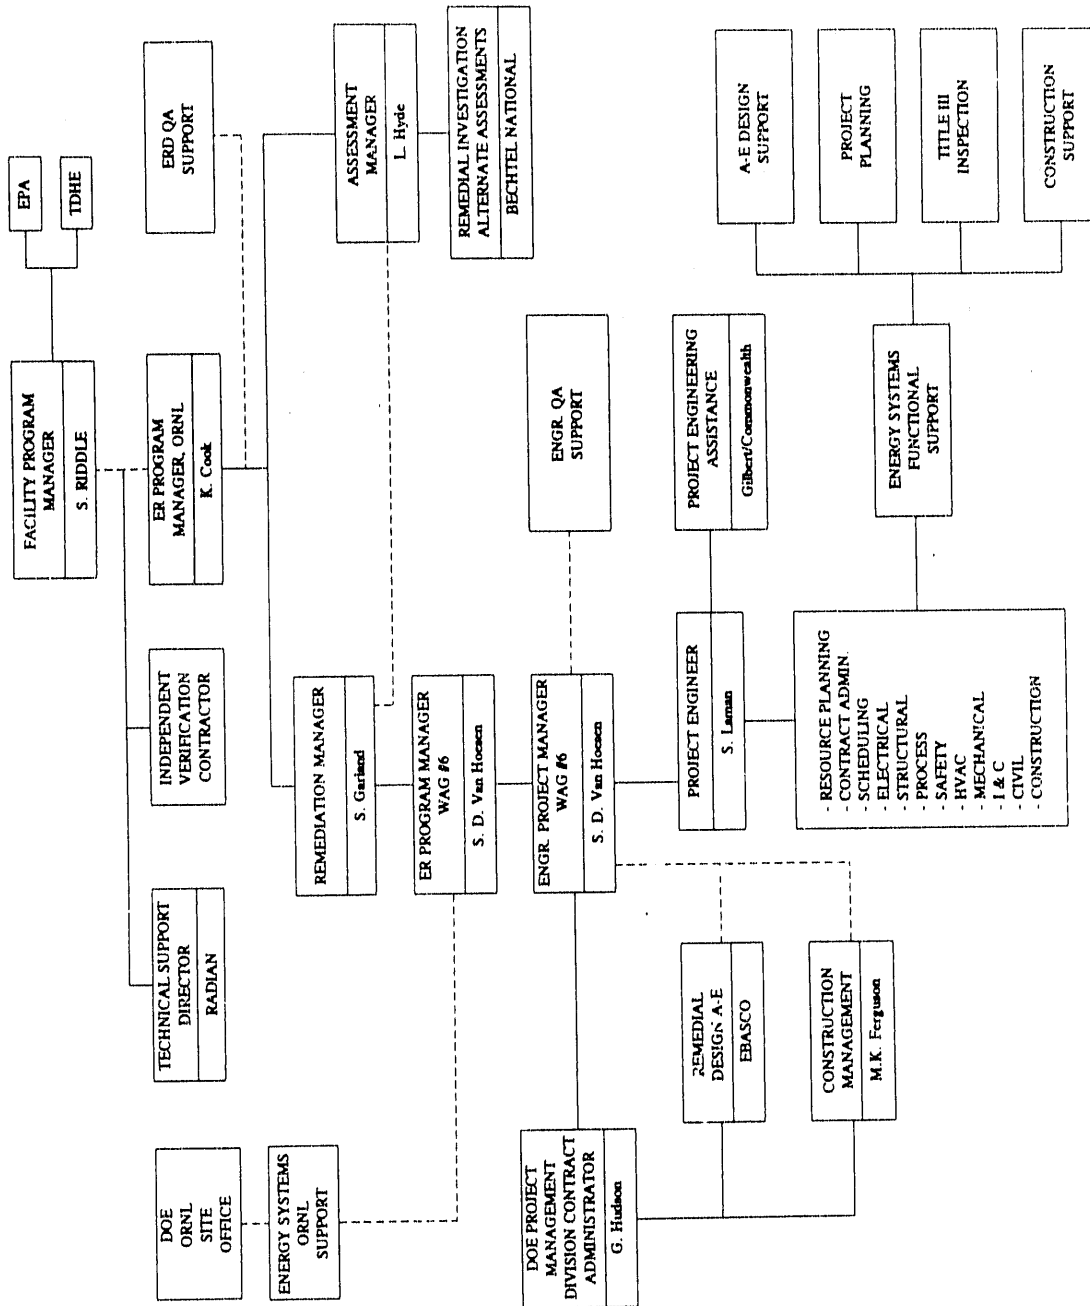 EPA
TDHE
FACILITY PROGRAM
MANAGER
S. RIDDLE
DOE
ORNL
SITE
OFFICE
TECHNICAL SUPPORT
DIRECTOR
RADIAN
INDEPENDENT
VERIFICATION
CONTRACTOR
ER PROGRAM
MANAGER, ORNL
K. Cook
ERD QA
SUPPORT
ENERGY SYSTEMS
ORNL
SUPPORT
REMEDIATION MANAGER
S. Garland
ASSESSMENT
MANAGER
L. Hyde
ER PROGRAM MANAGER
WAG #6
S. D. Van Hoesen
REMEDIAL INVESTIGATION
ALTERNATE ASSESSMENTS
BECHTEL NATIONAL
DOE PROJECT
MANAGEMENT
DIVISION CONTRACT
ADMINISTRATOR
G. Hudson
ENGR. PROJECT MANAGER
WAG #6
S. D. Van Hoesen
ENGR. QA
SUPPORT
REMEDIAL
DESIGN A-E
EBASCO
PROJECT ENGINEER
S. Laman
PROJECT ENGINEERING
ASSISTANCE
Gilbert/Commonwealth
CONSTRUCTION
MANAGEMENT
M.K. Ferguson
- RESOURCE PLANNING
- CONTRACT ADMIN.
- SCHEDULING
- ELECTRICAL
- STRUCTURAL
- PROCESS
- SAFETY
- HVAC
- MECHANICAL
- I & C
- CIVIL
- CONSTRUCTION
ENERGY SYSTEMS
FUNCTIONAL
SUPPORT
A-E DESIGN
SUPPORT
PROJECT
PLANNING
TITLE III
INSPECTION
CONSTRUCTION
SUPPORT